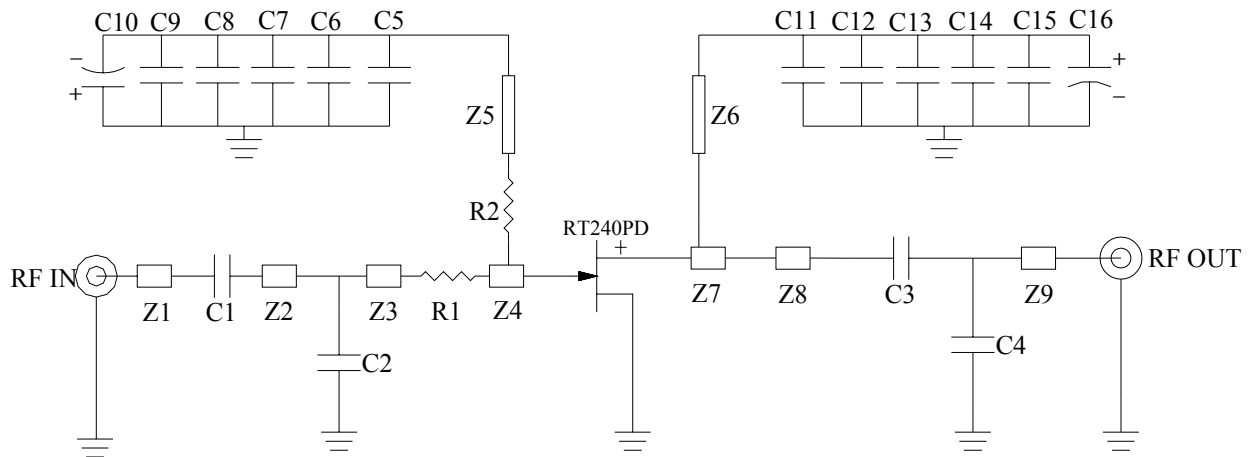 C10 C9 C8 C7 C6 C5
C11 C12 C13 C14 C15 C16
−
+
+
−
Z5
Z6
R2
RT240PD
+
RF IN
RF OUT
Z1 C1 Z2 Z3 R1 Z4
Z7 Z8 C3 Z9
C2
C4